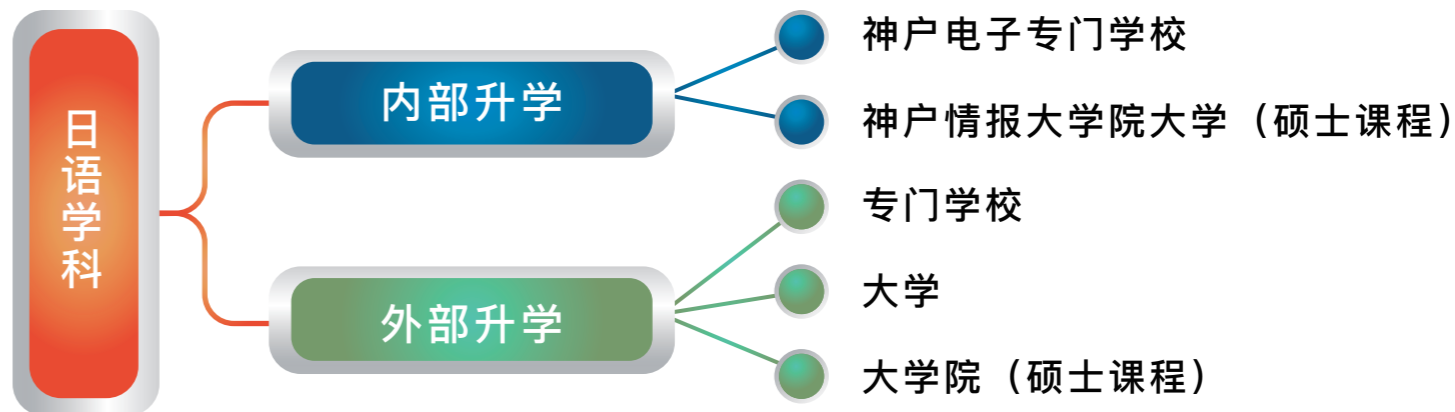 日语学科
内部升学
神户电子专门学校
神户情报大学院大学（硕士课程）
外部升学
专门学校
大学
大学院（硕士课程）